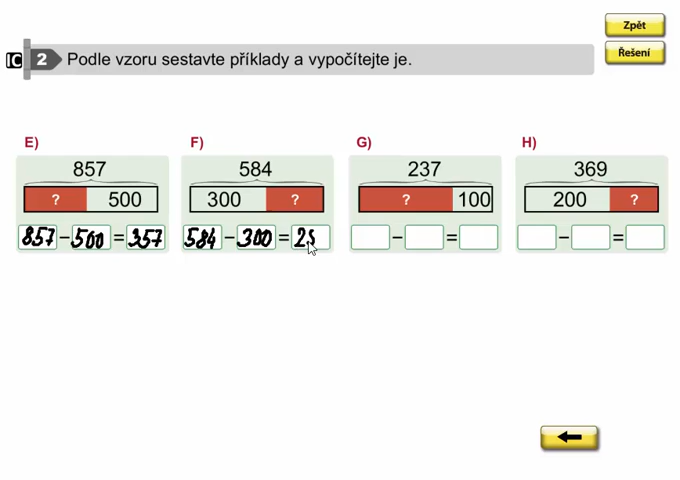 Zpět
2 Podle vzoru sestavte příklady a vypočítejte je.
Řešení
E) F) G) H)
857 584 237 369
? 500 300 ? ? 100 200 ?
857 - 500 = 357 584 - 300 = 28 - = - =